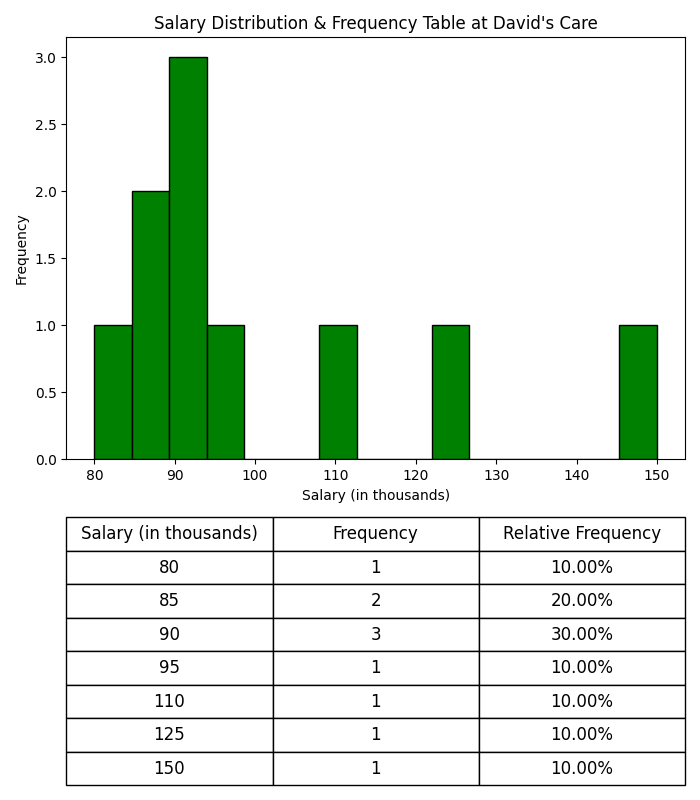 Salary Distribution & Frequency Table at David's Care
3.0
2.5
2.0
1.5
1.0
0.5
0.0
Frequency
80 90 100 110 120 130 140 150
Salary (in thousands)
Salary (in thousands) Frequency Relative Frequency
80 1 10.00%
85 2 20.00%
90 3 30.00%
95 1 10.00%
110 1 10.00%
125 1 10.00%
150 1 10.00%